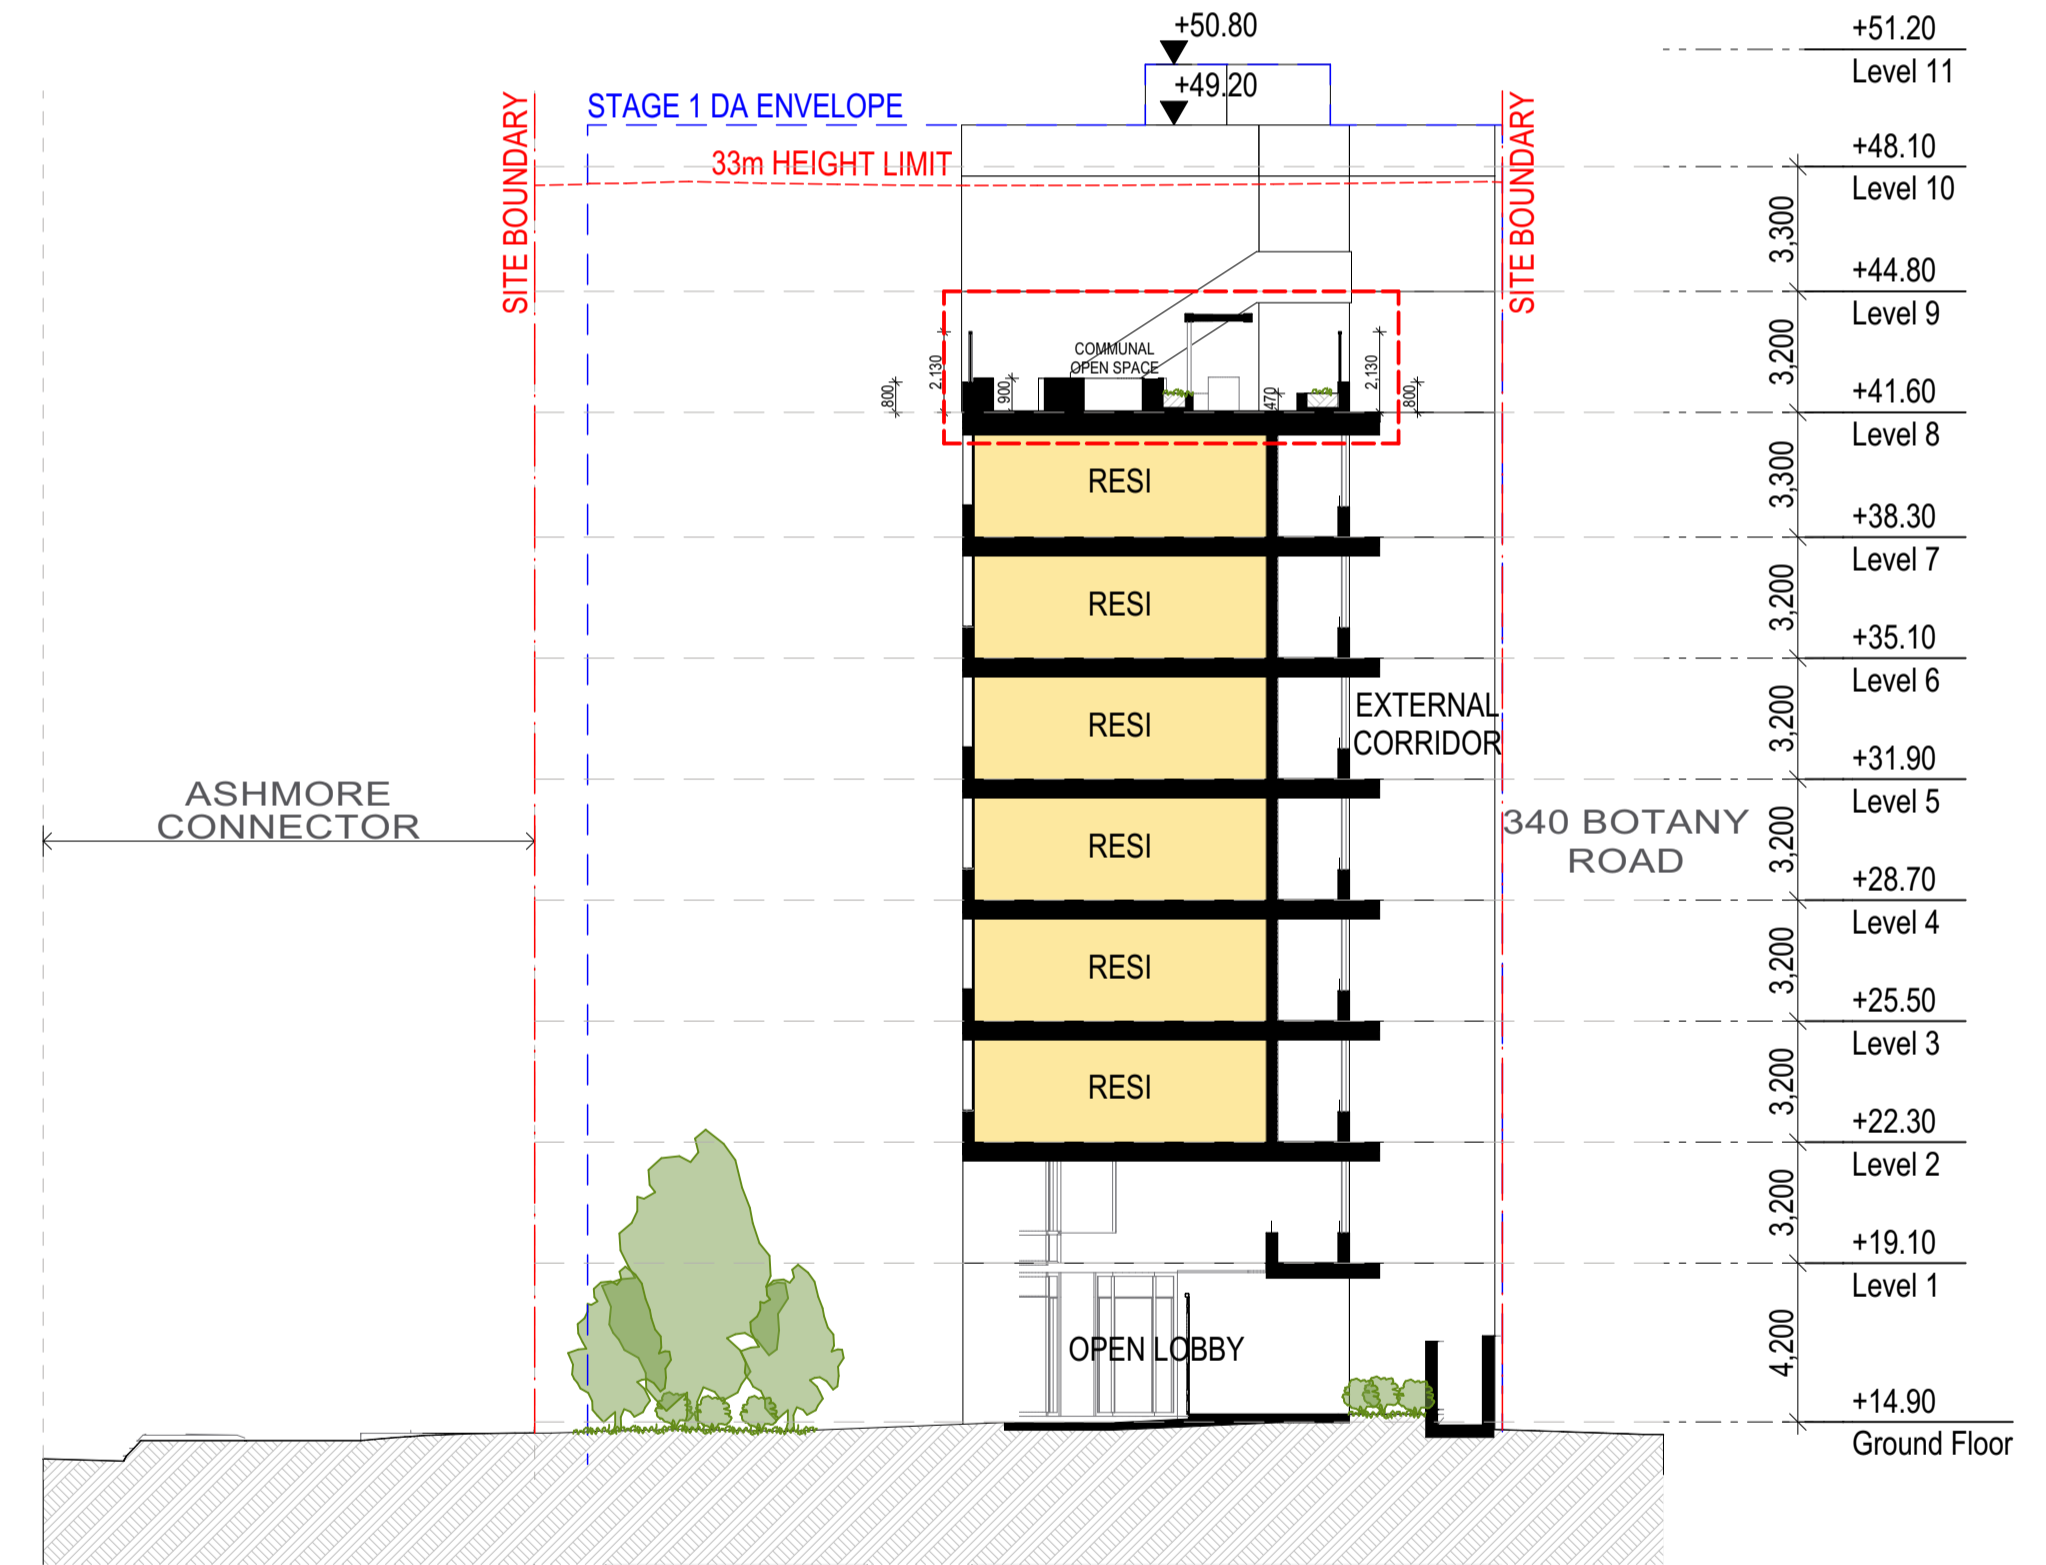 +50.80
+49.20
STAGE 1 DA ENVELOPE
33m HEIGHT LIMIT
SITE BOUNDARY
SITE BOUNDARY
COMMUNAL
OPEN SPACE
800
2,130
900
470
2,130
800
RESI
RESI
RESI
RESI
RESI
RESI
EXTERNAL
CORRIDOR
ASHMORE
CONNECTOR
340 BOTANY
ROAD
OPEN LOBBY
+51.20
Level 11
+48.10
Level 10
3,300
+44.80
Level 9
3,200
+41.60
Level 8
3,300
+38.30
Level 7
3,200
+35.10
Level 6
3,200
+31.90
Level 5
3,200
+28.70
Level 4
3,200
+25.50
Level 3
3,200
+22.30
Level 2
3,200
+19.10
Level 1
4,200
+14.90
Ground Floor